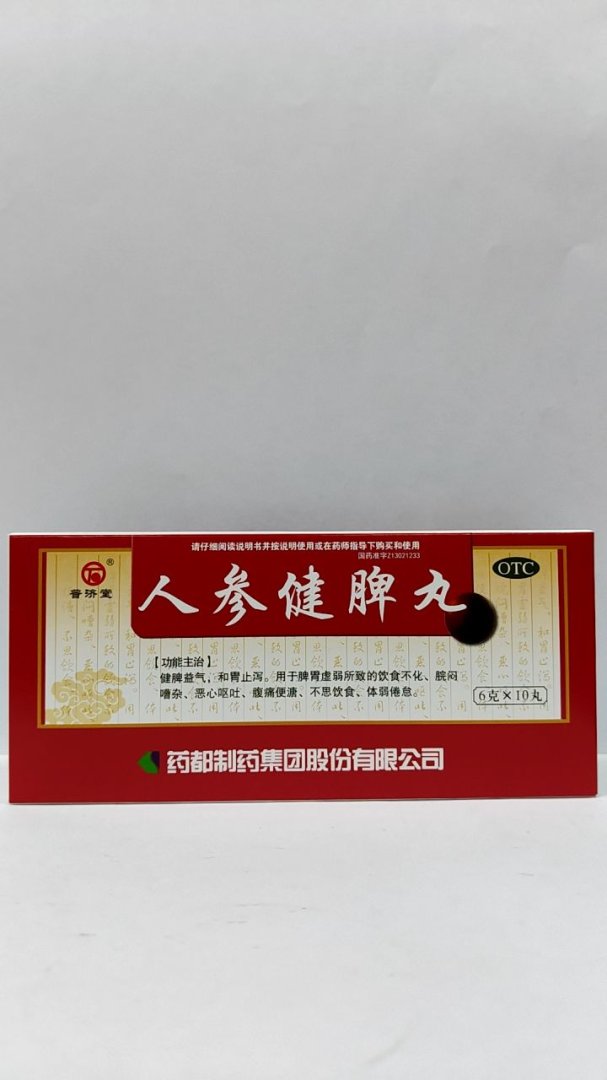 请仔细阅读说明书并按说明使用或在药师指导下购买和使用
国药准字Z13021233
®
普济堂
人参健脾丸
OTC
【功能主治】
健脾益气，和胃止泻。用于脾胃虚弱所致的饮食不化、脘闷
嘈杂、恶心呕吐、腹痛便溏、不思饮食、体弱倦怠。
6克×10丸
药都制药集团股份有限公司